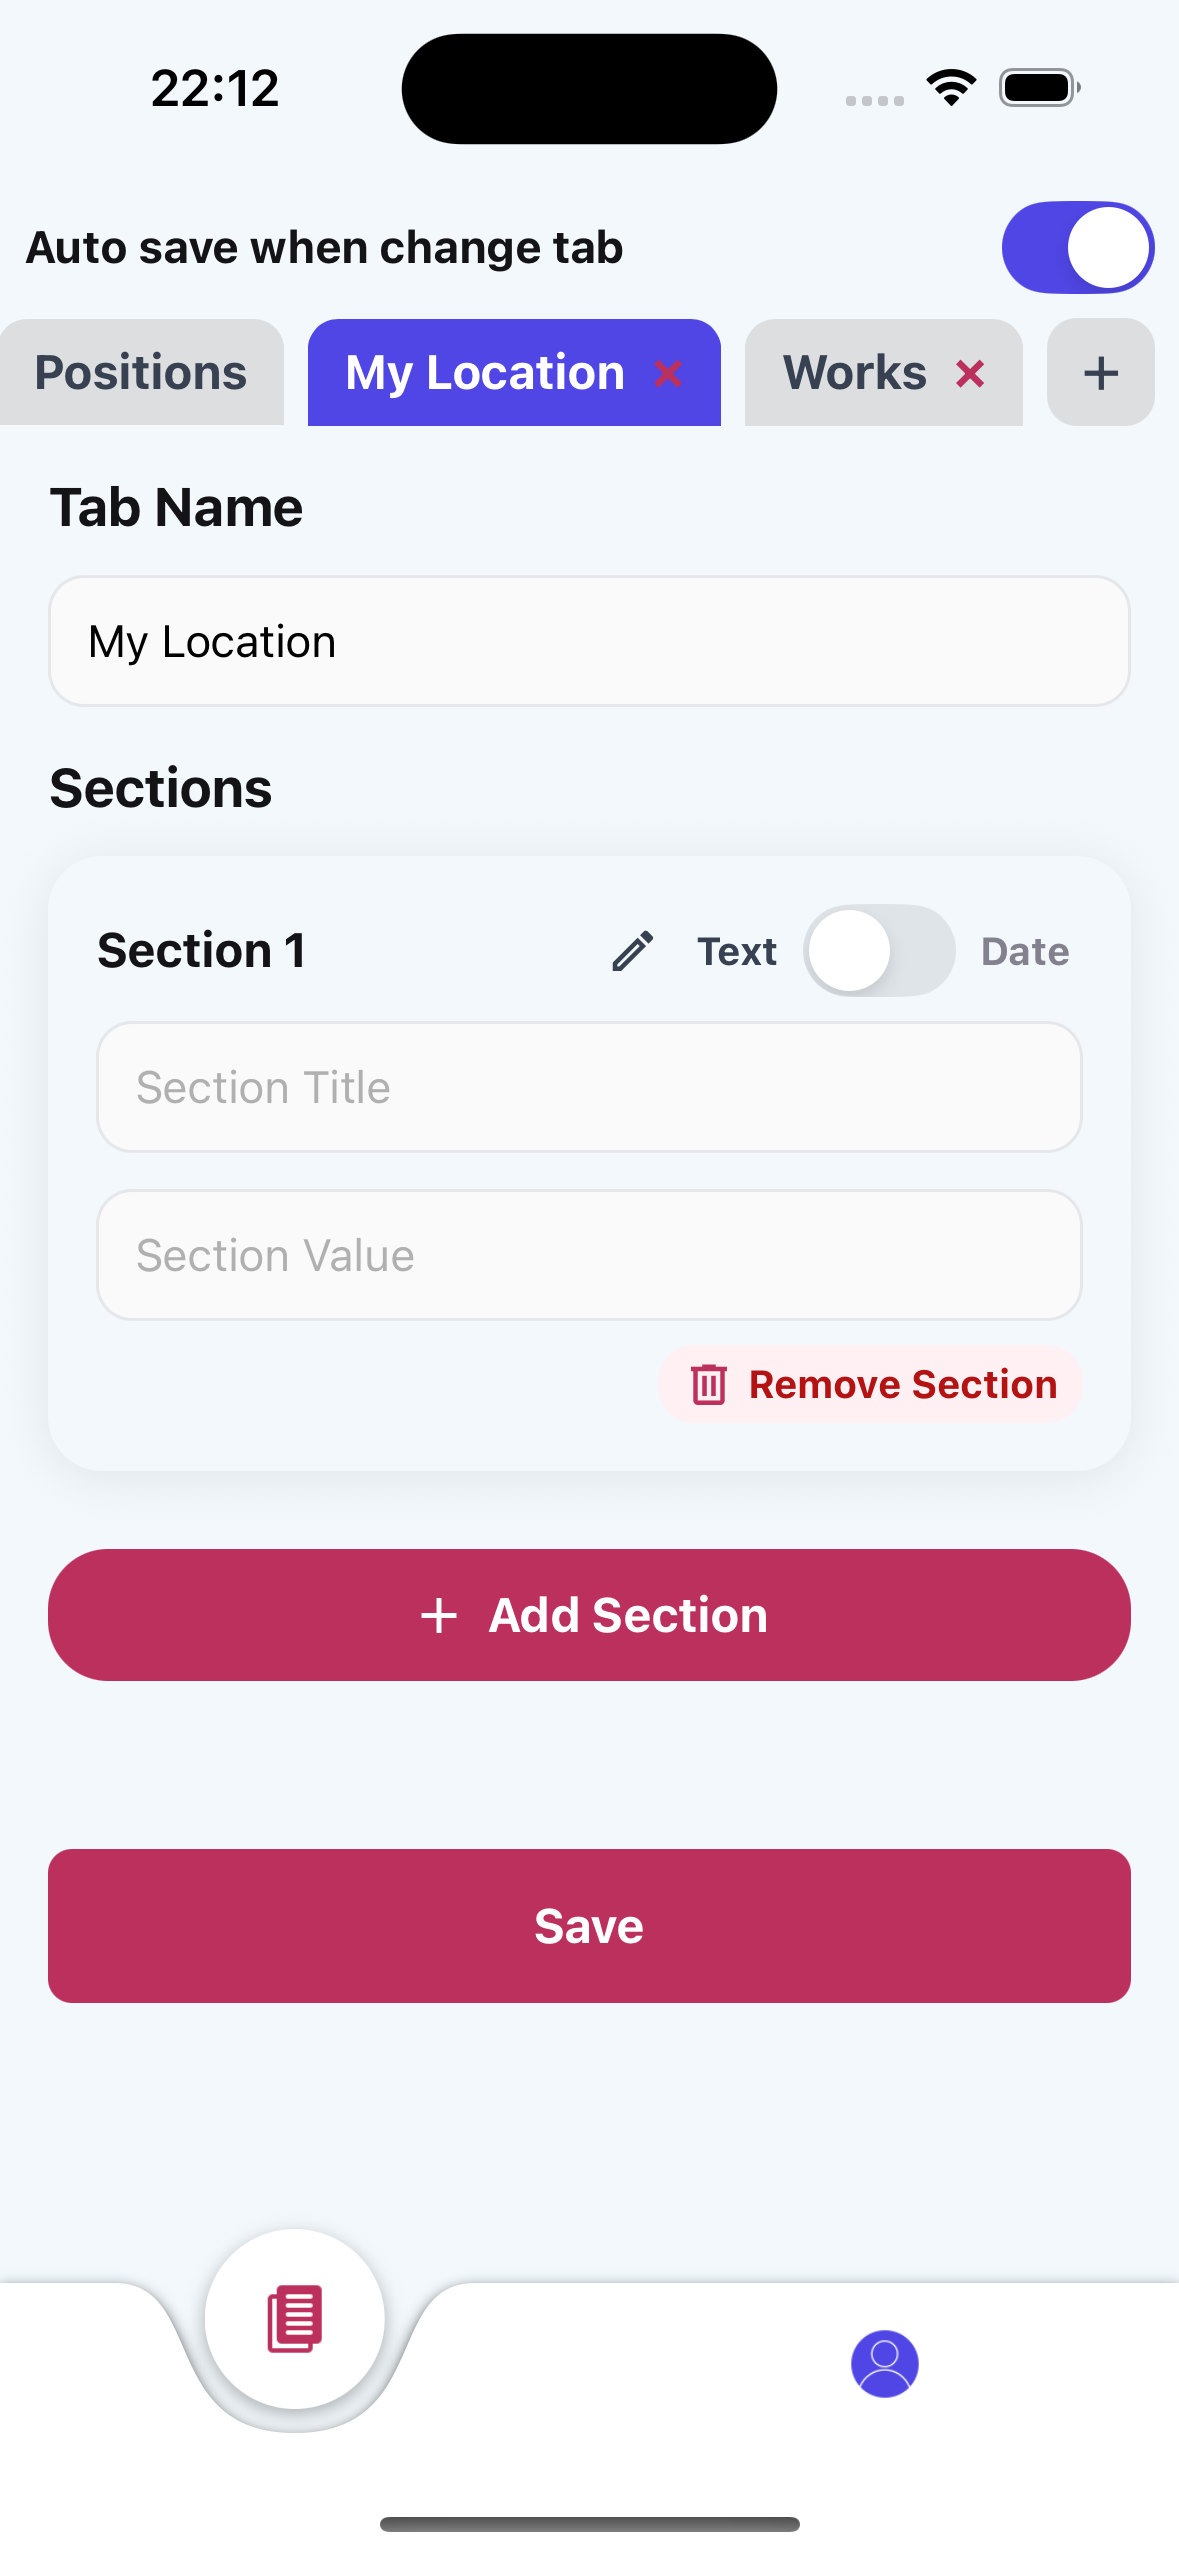 22:12
Auto save when change tab
Positions
My Location
Works
Tab Name
My Location
Sections
Section 1
Text
Date
Section Title
Section Value
Remove Section
Add Section
Save